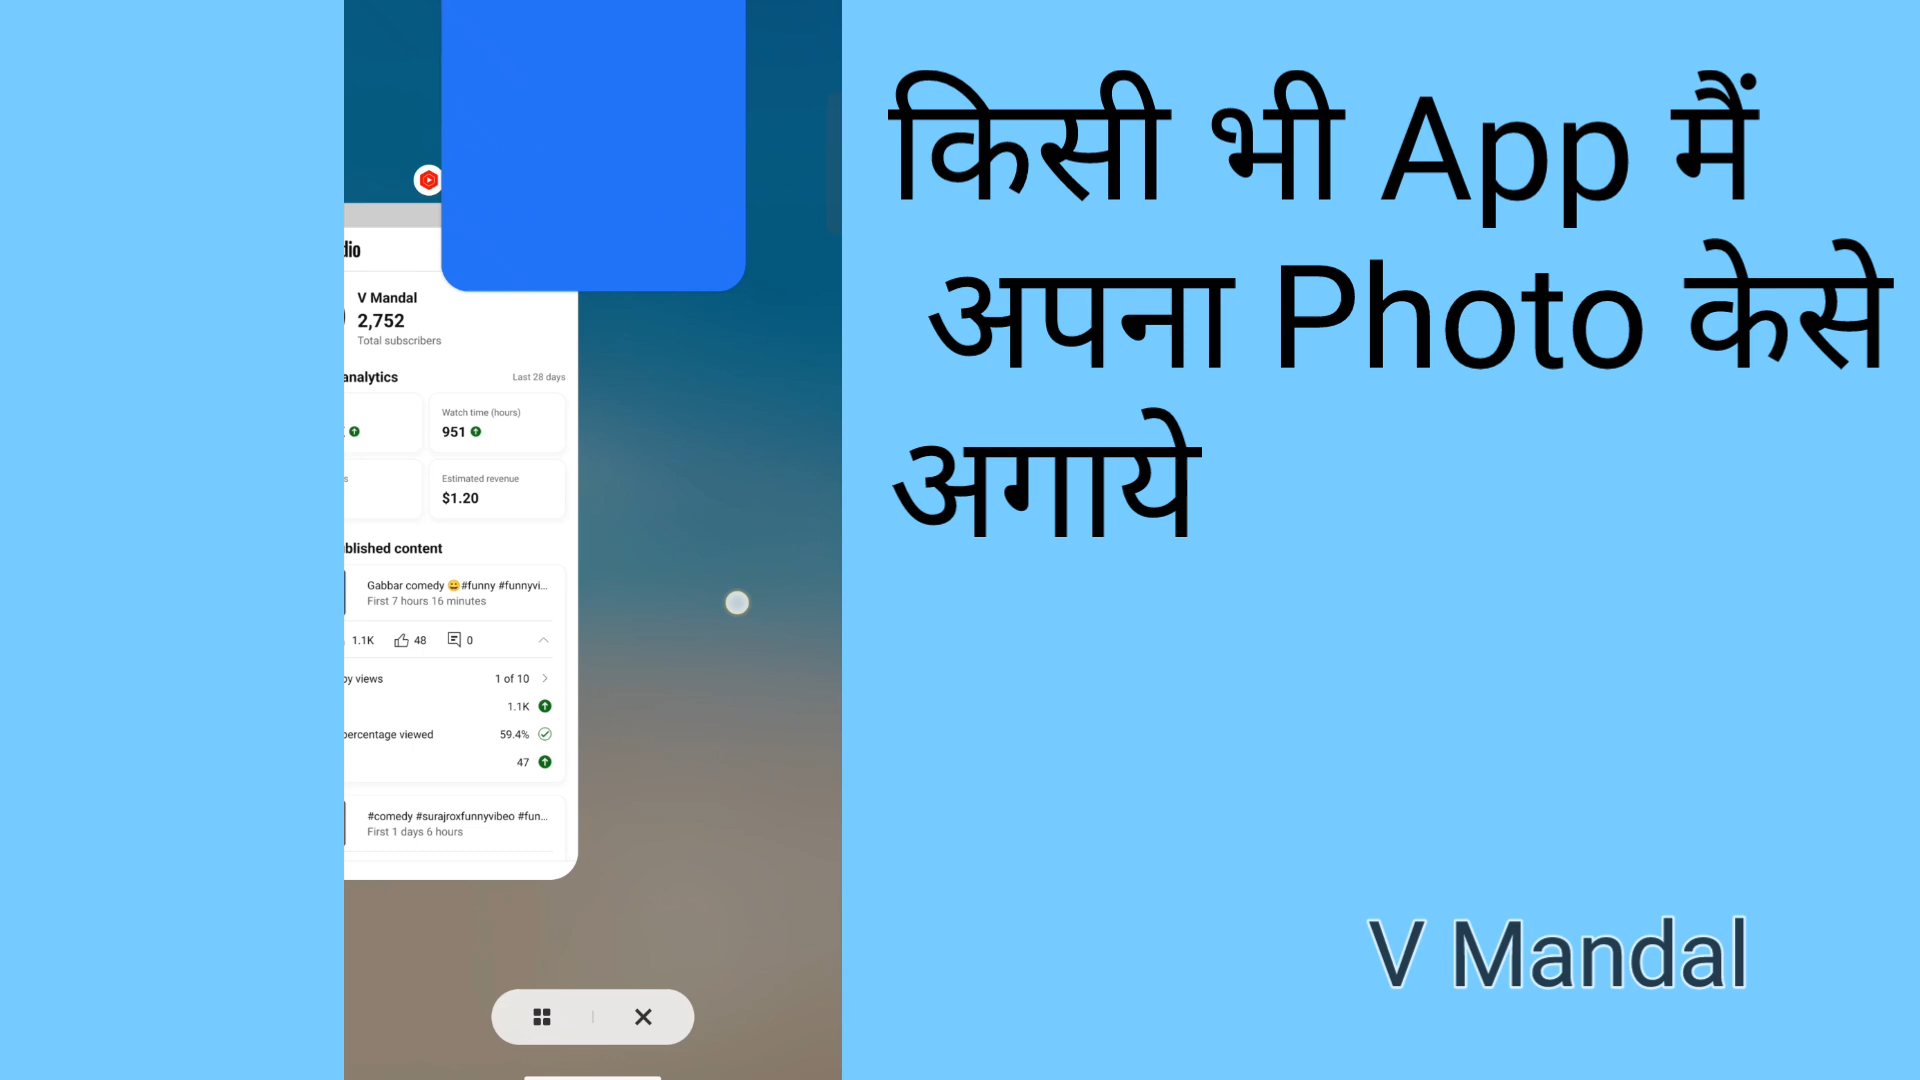 किसी भी App मैं
अपना Photo केसे
अगाये
dio
V Mandal
2,752
Total subscribers
analytics
Last 28 days
Watch time (hours)
951
Estimated revenue
$1.20
s
blished content
Gabbar comedy 😀#funny #funnyvi...
First 7 hours 16 minutes
1.1K 48 0
by views 1 of 10
1.1K
percentage viewed 59.4%
47
#comedy #surajroxfunnyvibeo #fun...
First 1 days 6 hours
V Mandal